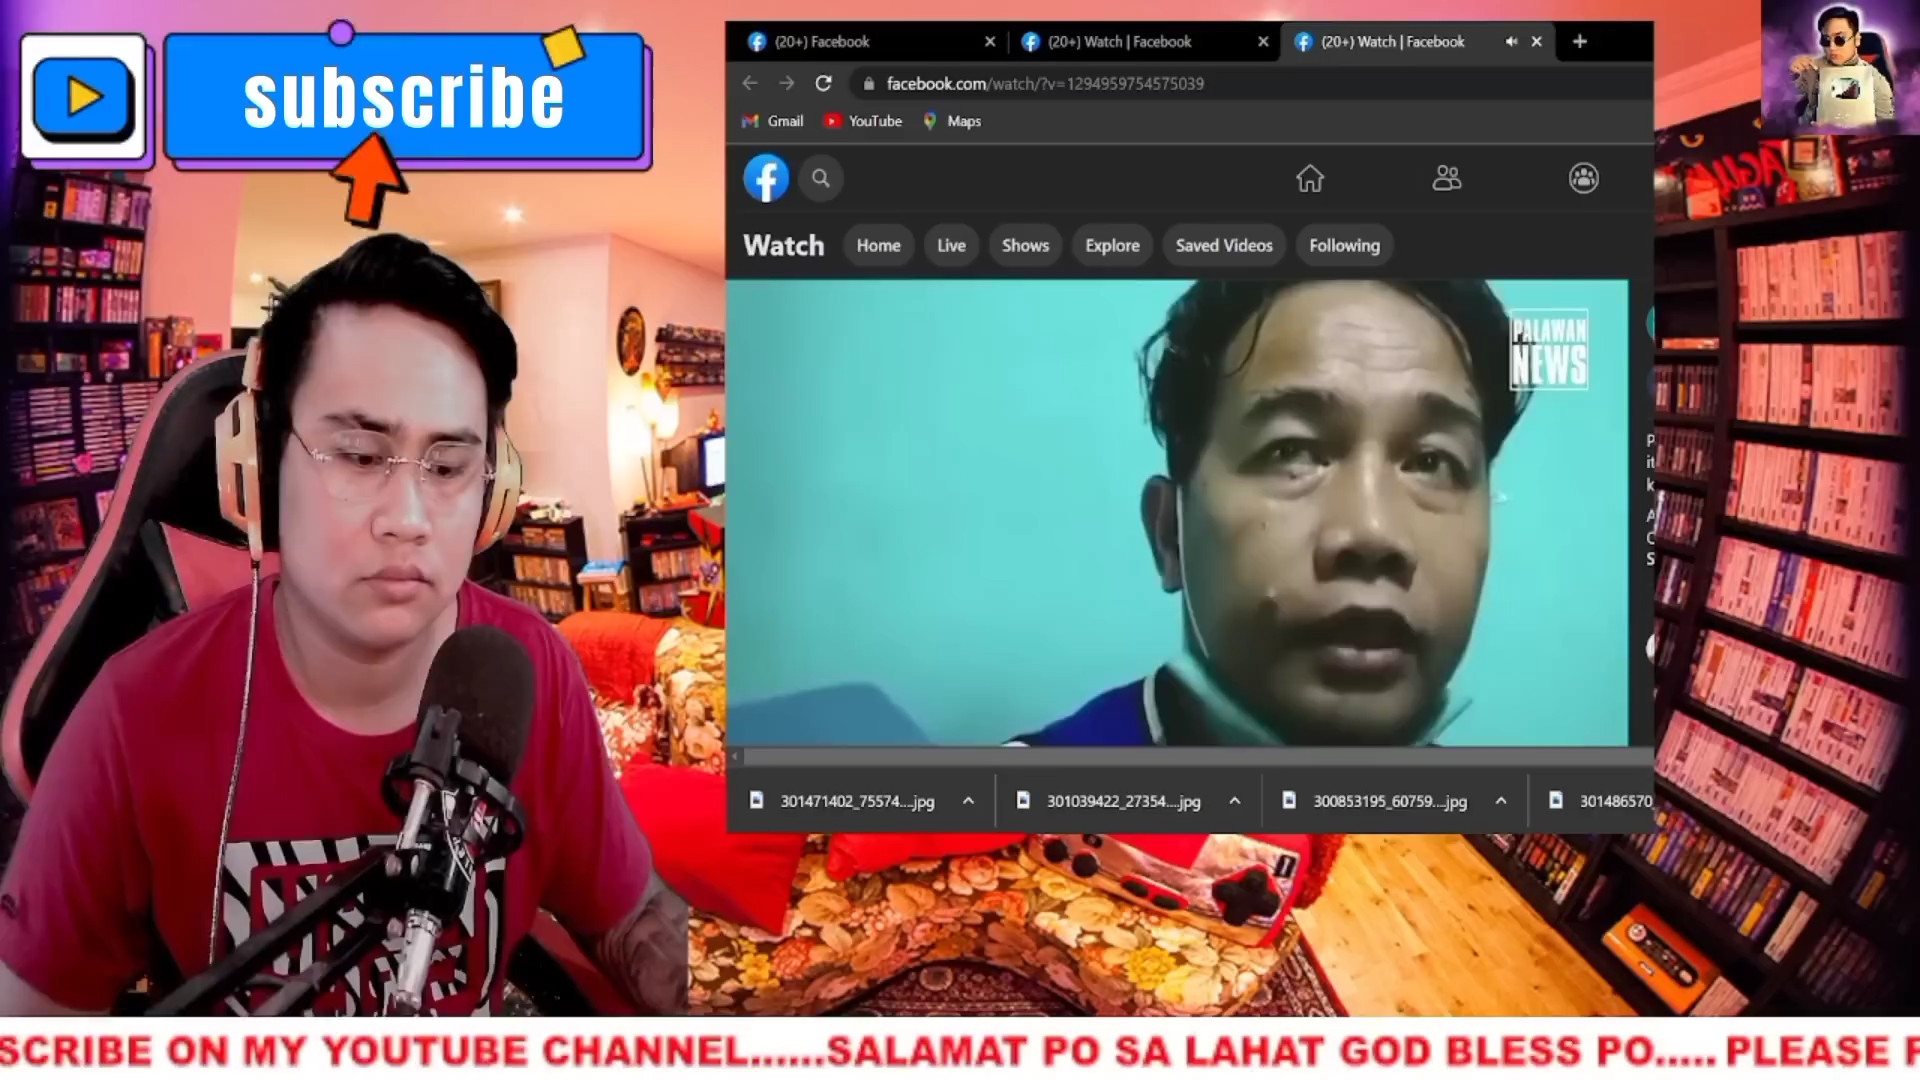 subscribe
(20+) Facebook
(20+) Watch | Facebook
(20+) Watch | Facebook
facebook.com/watch/?v=1294959754575039
Gmail
YouTube
Maps
Watch
Home
Live
Shows
Explore
Saved Videos
Following
PALAWAN
NEWS
301471402_75574....jpg
301039422_27354....jpg
300853195_60759...jpg
301486570
SCRIBE ON MY YOUTUBE CHANNEL......SALAMAT PO SA LAHAT GOD BLESS PO..... PLEASE F